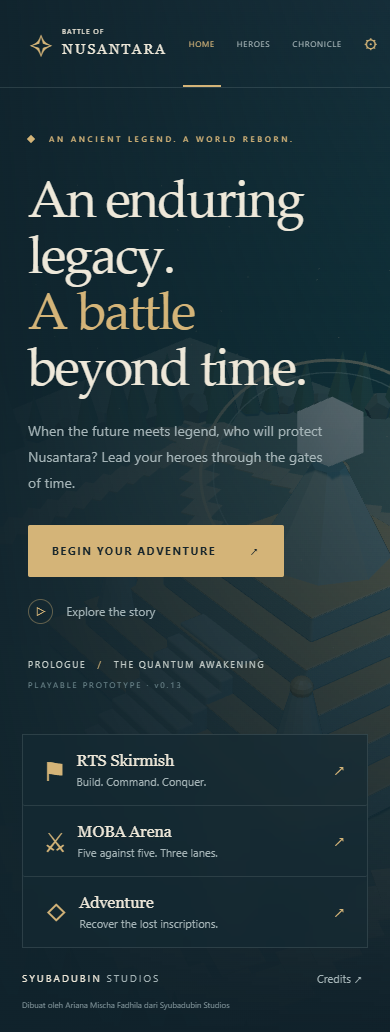 BATTLE OF
NUSANTARA
HOME
HEROES
CHRONICLE
AN ANCIENT LEGEND. A WORLD REBORN.
An enduring
legacy.
A battle
beyond time.
When the future meets legend, who will protect
Nusantara? Lead your heroes through the gates
of time.
BEGIN YOUR ADVENTURE ↗
Explore the story
PROLOGUE / THE QUANTUM AWAKENING
PLAYABLE PROTOTYPE · v0.13
RTS Skirmish
Build. Command. Conquer.
MOBA Arena
Five against five. Three lanes.
Adventure
Recover the lost inscriptions.
SYUBADUBIN STUDIOS
Credits ↗
Dibuat oleh Ariana Mischa Fadhila dari Syubadubin Studios